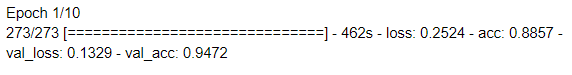 Epoch 1/10
273/273 [==============================] - 462s - loss: 0.2524 - acc: 0.8857 -
val_loss: 0.1329 - val_acc: 0.9472